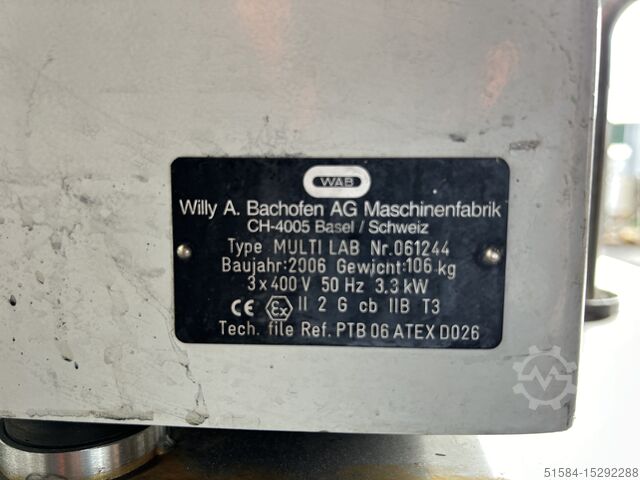 WAB
Willy A. Bachofen AG Maschinenfabrik
CH-4005 Basel / Schweiz
Type MULTI LAB Nr. 061244
Baujahr: 2006 Gewicht: 106 kg
3 x 400 V 50 Hz 3.3 kW
CE Ex II 2 G cb IIB T3
Tech. file Ref. PTB 06 ATEX D026
51584-15292288